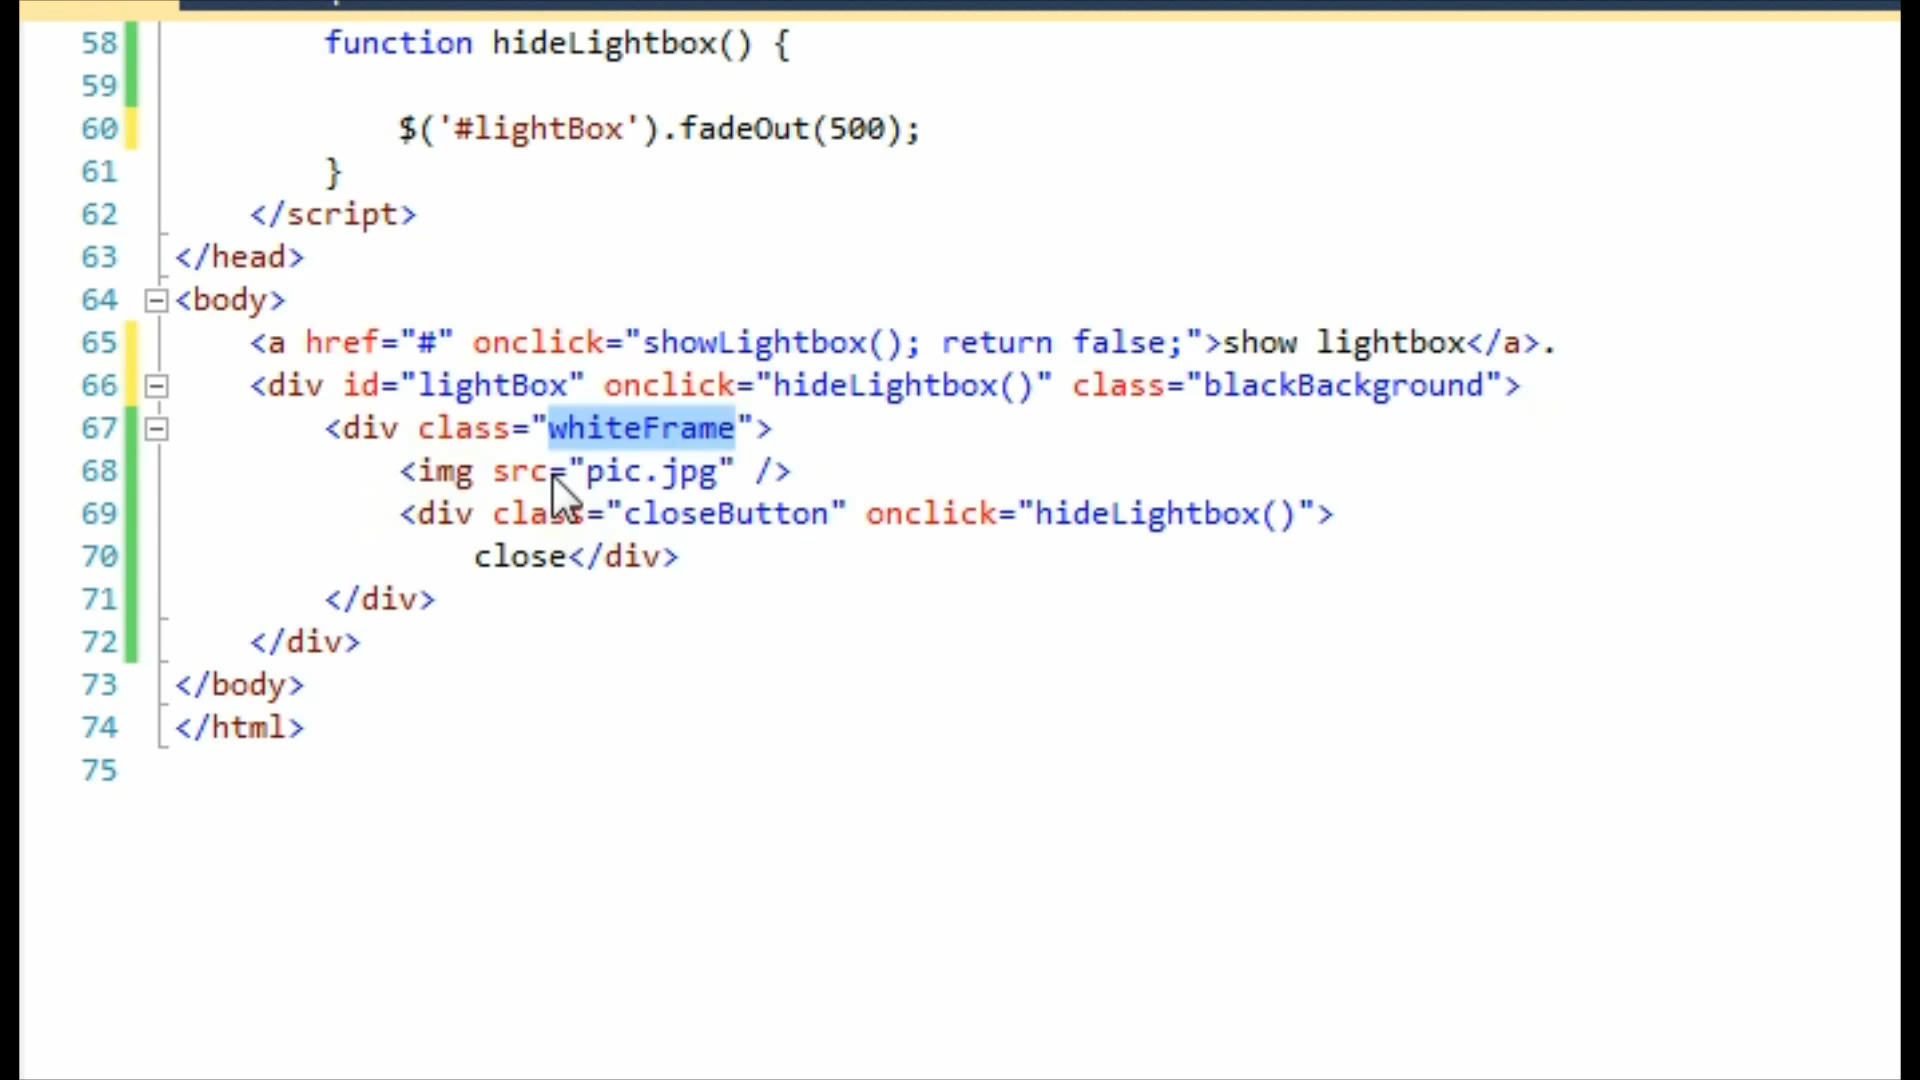 58 function hideLightbox() {
59
60 $('#lightBox').fadeOut(500);
61 }
62 </script>
63 </head>
64 <body>
65 <a href="#" onclick="showLightbox(); return false;">show lightbox</a>.
66 <div id="lightBox" onclick="hideLightbox()" class="blackBackground">
67 <div class="whiteFrame">
68 <img src="pic.jpg" />
69 <div class="closeButton" onclick="hideLightbox()">
70 close</div>
71 </div>
72 </div>
73 </body>
74 </html>
75